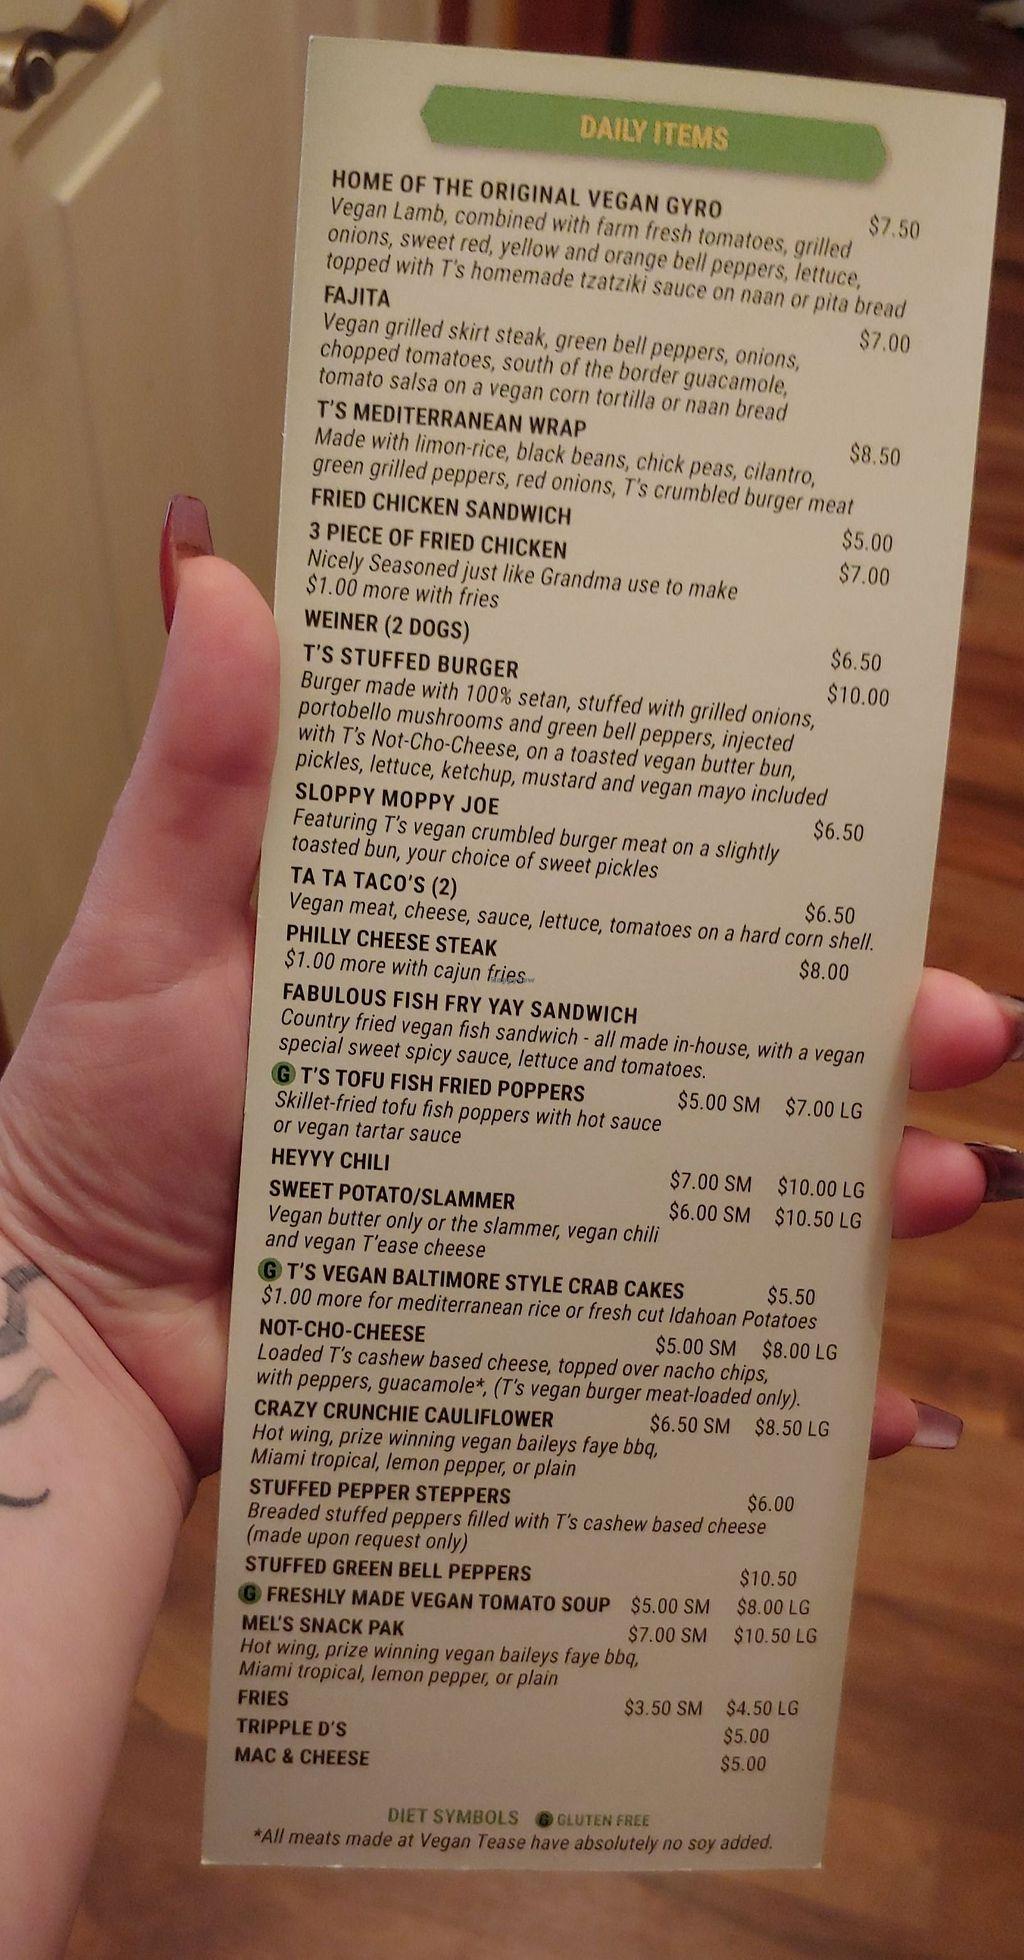 DAILY ITEMS
HOME OF THE ORIGINAL VEGAN GYRO $7.50
Vegan Lamb, combined with farm fresh tomatoes, grilled
onions, sweet red, yellow and orange bell peppers, lettuce,
topped with T's homemade tzatziki sauce on naan or pita bread
FAJITA $7.00
Vegan grilled skirt steak, green bell peppers, onions,
chopped tomatoes, south of the border guacamole,
tomato salsa on a vegan corn tortilla or naan bread
T'S MEDITERRANEAN WRAP $8.50
Made with limon-rice, black beans, chick peas, cilantro,
green grilled peppers, red onions, T's crumbled burger meat
FRIED CHICKEN SANDWICH $5.00
3 PIECE OF FRIED CHICKEN $7.00
Nicely Seasoned just like Grandma use to make
$1.00 more with fries
WEINER (2 DOGS) $6.50
T'S STUFFED BURGER $10.00
Burger made with 100% setan, stuffed with grilled onions,
portobello mushrooms and green bell peppers, injected
with T's Not-Cho-Cheese, on a toasted vegan butter bun,
pickles, lettuce, ketchup, mustard and vegan mayo included
SLOPPY MOPPY JOE $6.50
Featuring T's vegan crumbled burger meat on a slightly
toasted bun, your choice of sweet pickles
TA TA TACO'S (2) $6.50
Vegan meat, cheese, sauce, lettuce, tomatoes on a hard corn shell.
PHILLY CHEESE STEAK $8.00
$1.00 more with cajun fries
FABULOUS FISH FRY YAY SANDWICH
Country fried vegan fish sandwich - all made in-house, with a vegan
special sweet spicy sauce, lettuce and tomatoes.
G T'S TOFU FISH FRIED POPPERS $5.00 SM $7.00 LG
Skillet-fried tofu fish poppers with hot sauce
or vegan tartar sauce
HEYYY CHILI $7.00 SM $10.00 LG
SWEET POTATO/SLAMMER $6.00 SM $10.50 LG
Vegan butter only or the slammer, vegan chili
and vegan T'ease cheese
G T'S VEGAN BALTIMORE STYLE CRAB CAKES $5.50
$1.00 more for mediterranean rice or fresh cut Idahoan Potatoes
NOT-CHO-CHEESE $5.00 SM $8.00 LG
Loaded T's cashew based cheese, topped over nacho chips,
with peppers, guacamole*, (T's vegan burger meat-loaded only).
CRAZY CRUNCHIE CAULIFLOWER $6.50 SM $8.50 LG
Hot wing, prize winning vegan baileys faye bbq,
Miami tropical, lemon pepper, or plain
STUFFED PEPPER STEPPERS $6.00
Breaded stuffed peppers filled with T's cashew based cheese
(made upon request only)
STUFFED GREEN BELL PEPPERS $10.50
G FRESHLY MADE VEGAN TOMATO SOUP $5.00 SM $8.00 LG
MEL'S SNACK PAK $7.00 SM $10.50 LG
Hot wing, prize winning vegan baileys faye bbq,
Miami tropical, lemon pepper, or plain
FRIES $3.50 SM $4.50 LG
TRIPPLE D'S $5.00
MAC & CHEESE $5.00
DIET SYMBOLS G GLUTEN FREE
*All meats made at Vegan Tease have absolutely no soy added.